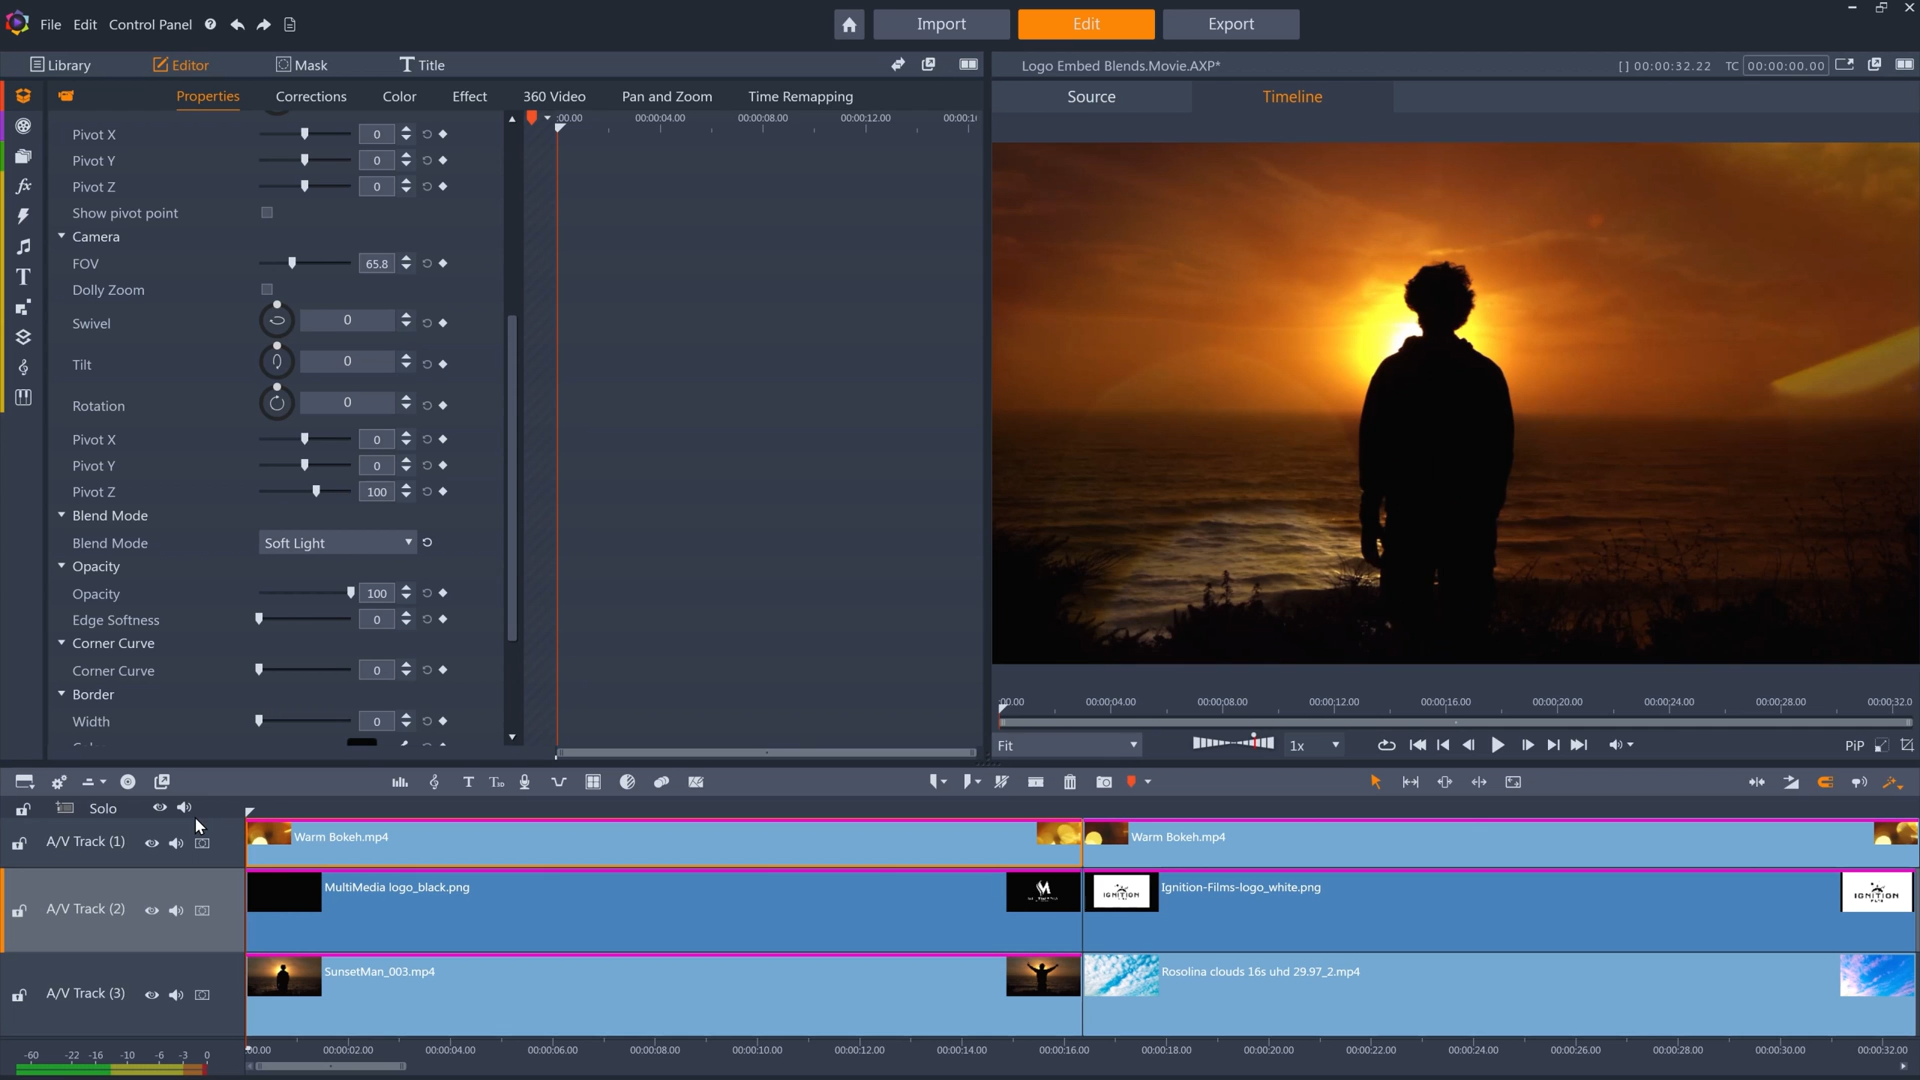 File Edit Control Panel
Import Edit Export
Library Editor Mask Title
Logo Embed Blends.Movie.AXP* [ ] 00:00:32.22 TC 00:00:00.00
Properties Corrections Color Effect 360 Video Pan and Zoom Time Remapping
Source Timeline
:00.00 00:00:04.00 00:00:08.00 00:00:12.00 00:00:1
Pivot X 0
Pivot Y 0
Pivot Z 0
Show pivot point
Camera
FOV 65.8
Dolly Zoom
Swivel 0
Tilt 0
Rotation 0
Pivot X 0
Pivot Y 0
Pivot Z 100
Blend Mode
Blend Mode Soft Light
Opacity
Opacity 100
Edge Softness 0
Corner Curve
Corner Curve 0
Border
Width 0
:00.00 00:00:04.00 00:00:08.00 00:00:12.00 00:00:16.00 00:00:20.00 00:00:24.00 00:00:28.00 00:00:32.0
Fit 1x PiP
Solo
A/V Track (1) Warm Bokeh.mp4 Warm Bokeh.mp4
A/V Track (2) MultiMedia logo_black.png IGNITION Ignition-Films-logo_white.png IGNITION
A/V Track (3) SunsetMan_003.mp4 Rosolina clouds 16s uhd 29.97_2.mp4
-60 -22 -16 -10 -6 -3 0
:00.00 00:00:02.00 00:00:04.00 00:00:06.00 00:00:08.00 00:00:10.00 00:00:12.00 00:00:14.00 00:00:16.00 00:00:18.00 00:00:20.00 00:00:22.00 00:00:24.00 00:00:26.00 00:00:28.00 00:00:30.00 00:00:32.00